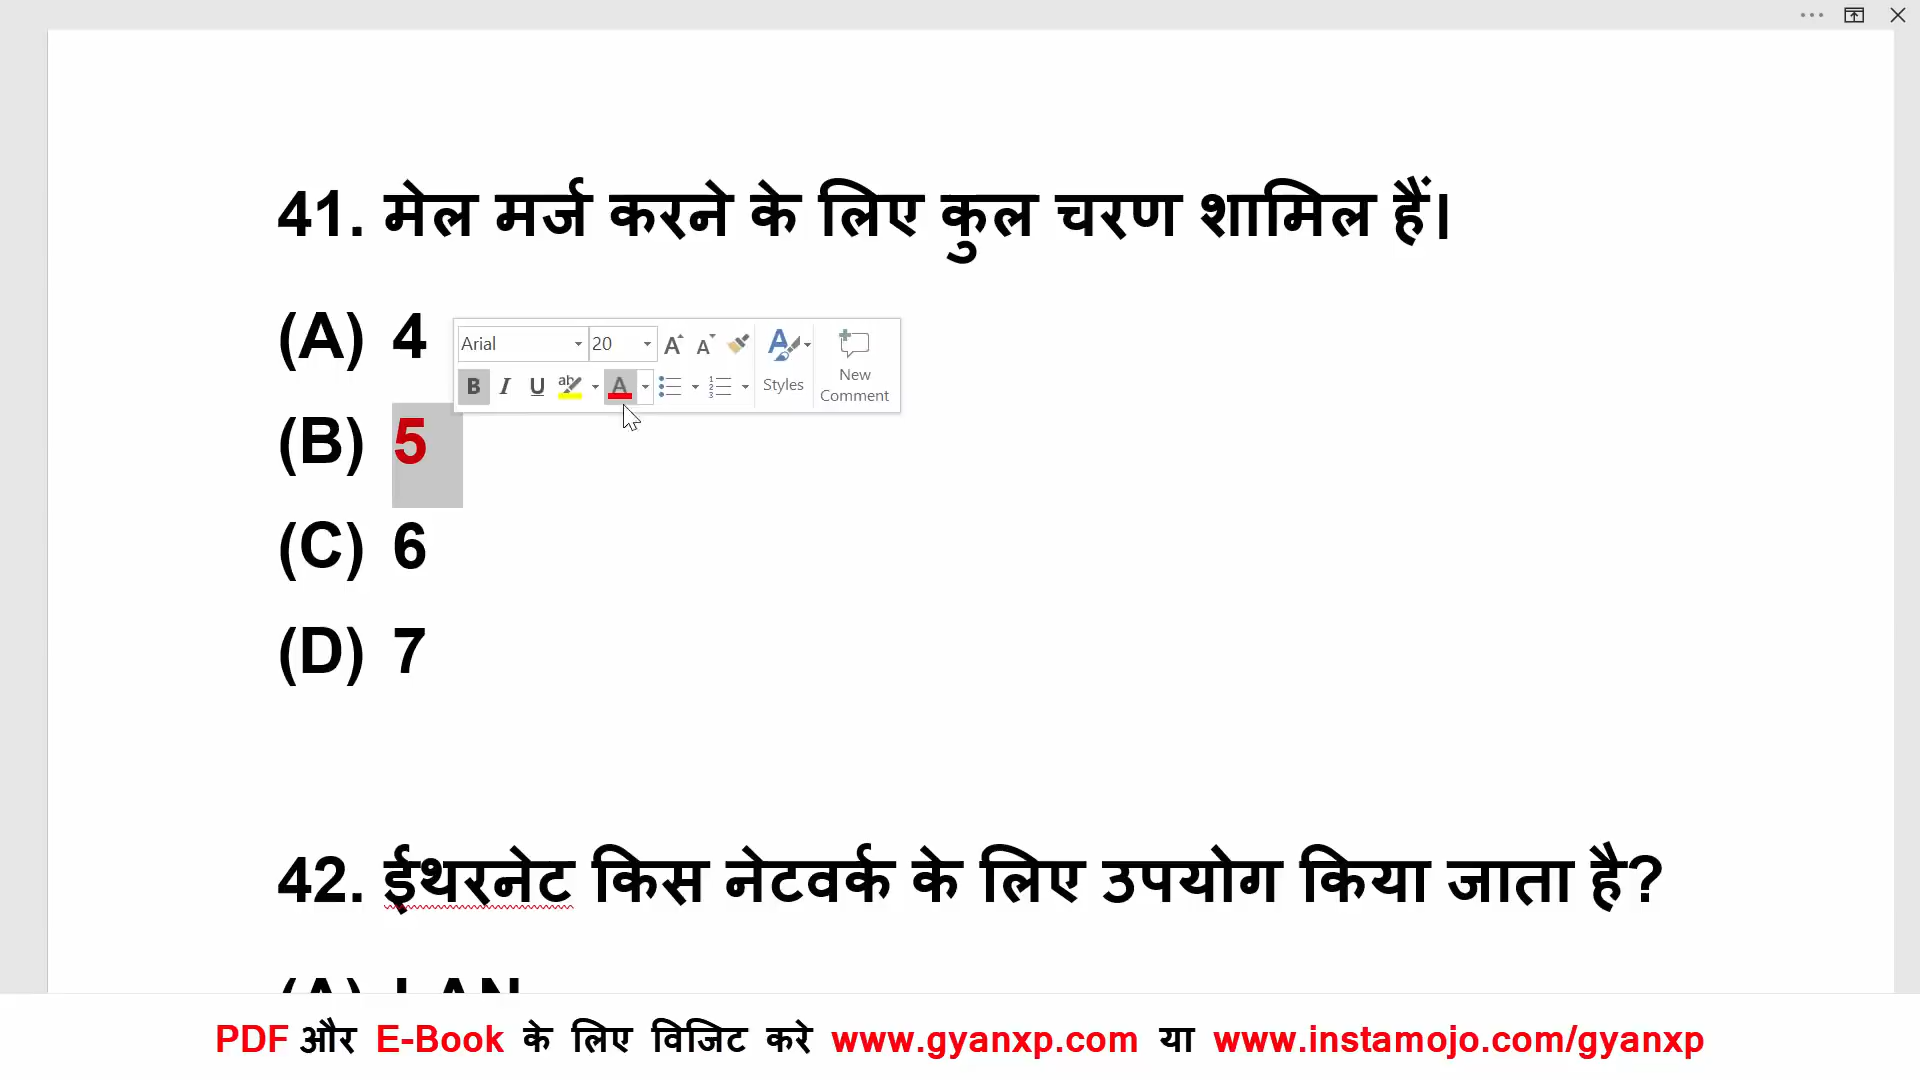 41. मेल मर्ज करने के लिए कुल चरण शामिल हैं।
(A) 4
Arial 20
Styles
New Comment
(B) 5
(C) 6
(D) 7
42. ईथरनेट किस नेटवर्क के लिए उपयोग किया जाता है?
(A) LAN
PDF और E-Book के लिए विजिट करे www.gyanxp.com या www.instamojo.com/gyanxp